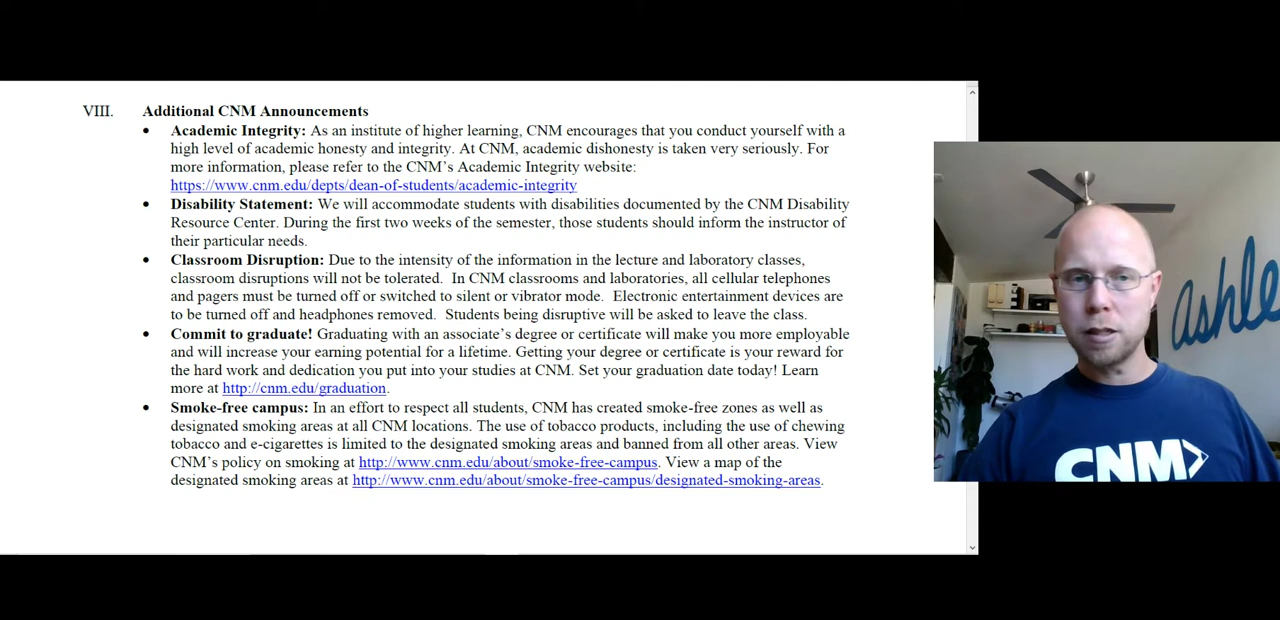 VIII. Additional CNM Announcements
• Academic Integrity: As an institute of higher learning, CNM encourages that you conduct yourself with a
high level of academic honesty and integrity. At CNM, academic dishonesty is taken very seriously. For
more information, please refer to the CNM's Academic Integrity website:
https://www.cnm.edu/depts/dean-of-students/academic-integrity
• Disability Statement: We will accommodate students with disabilities documented by the CNM Disability
Resource Center. During the first two weeks of the semester, those students should inform the instructor of
their particular needs.
• Classroom Disruption: Due to the intensity of the information in the lecture and laboratory classes,
classroom disruptions will not be tolerated. In CNM classrooms and laboratories, all cellular telephones
and pagers must be turned off or switched to silent or vibrator mode. Electronic entertainment devices are
to be turned off and headphones removed. Students being disruptive will be asked to leave the class.
• Commit to graduate! Graduating with an associate's degree or certificate will make you more employable
and will increase your earning potential for a lifetime. Getting your degree or certificate is your reward for
the hard work and dedication you put into your studies at CNM. Set your graduation date today! Learn
more at http://cnm.edu/graduation.
• Smoke-free campus: In an effort to respect all students, CNM has created smoke-free zones as well as
designated smoking areas at all CNM locations. The use of tobacco products, including the use of chewing
tobacco and e-cigarettes is limited to the designated smoking areas and banned from all other areas. View
CNM's policy on smoking at http://www.cnm.edu/about/smoke-free-campus. View a map of the
designated smoking areas at http://www.cnm.edu/about/smoke-free-campus/designated-smoking-areas.
Ashle
CNM